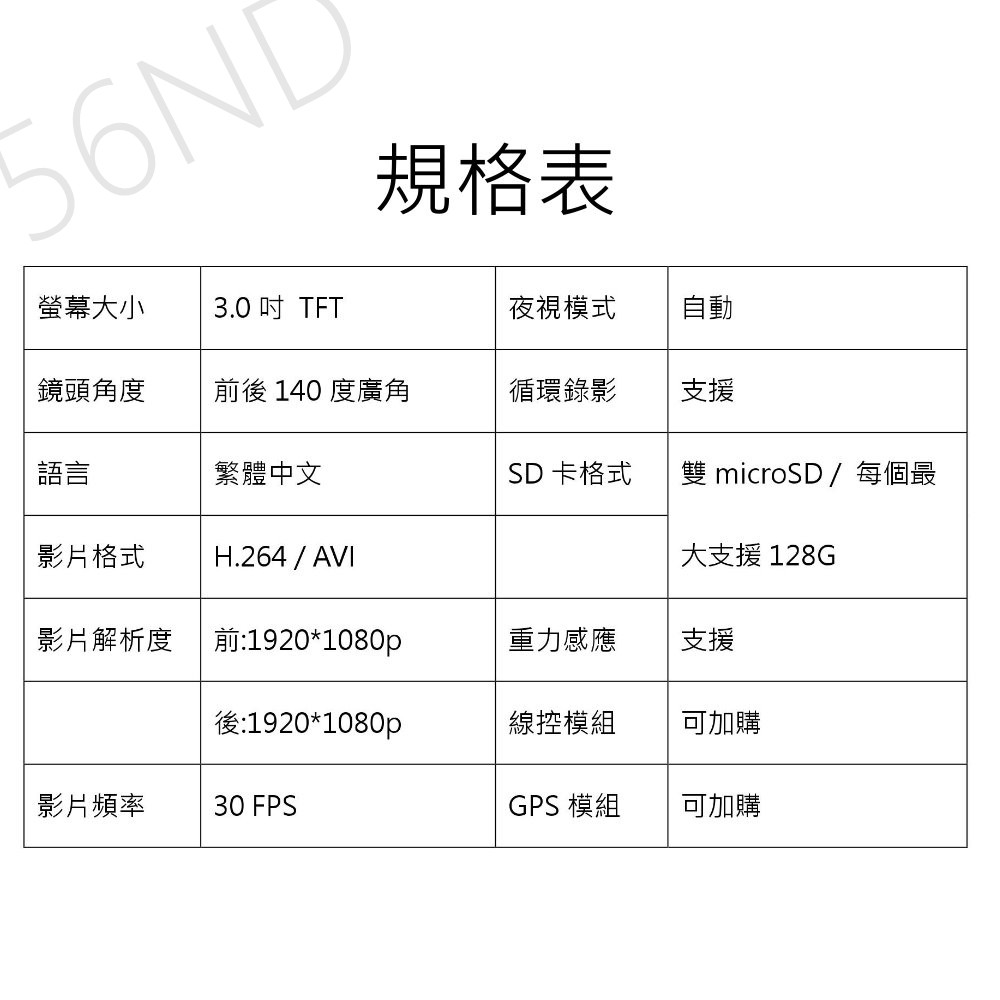 56ND
規格表
螢幕大小 3.0 吋 TFT 夜視模式 自動
鏡頭角度 前後 140 度廣角 循環錄影 支援
語言 繁體中文 SD 卡格式 雙 microSD / 每個最
影片格式 H.264 / AVI 大支援 128G
影片解析度 前:1920*1080p 重力感應 支援
後:1920*1080p 線控模組 可加購
影片頻率 30 FPS GPS 模組 可加購